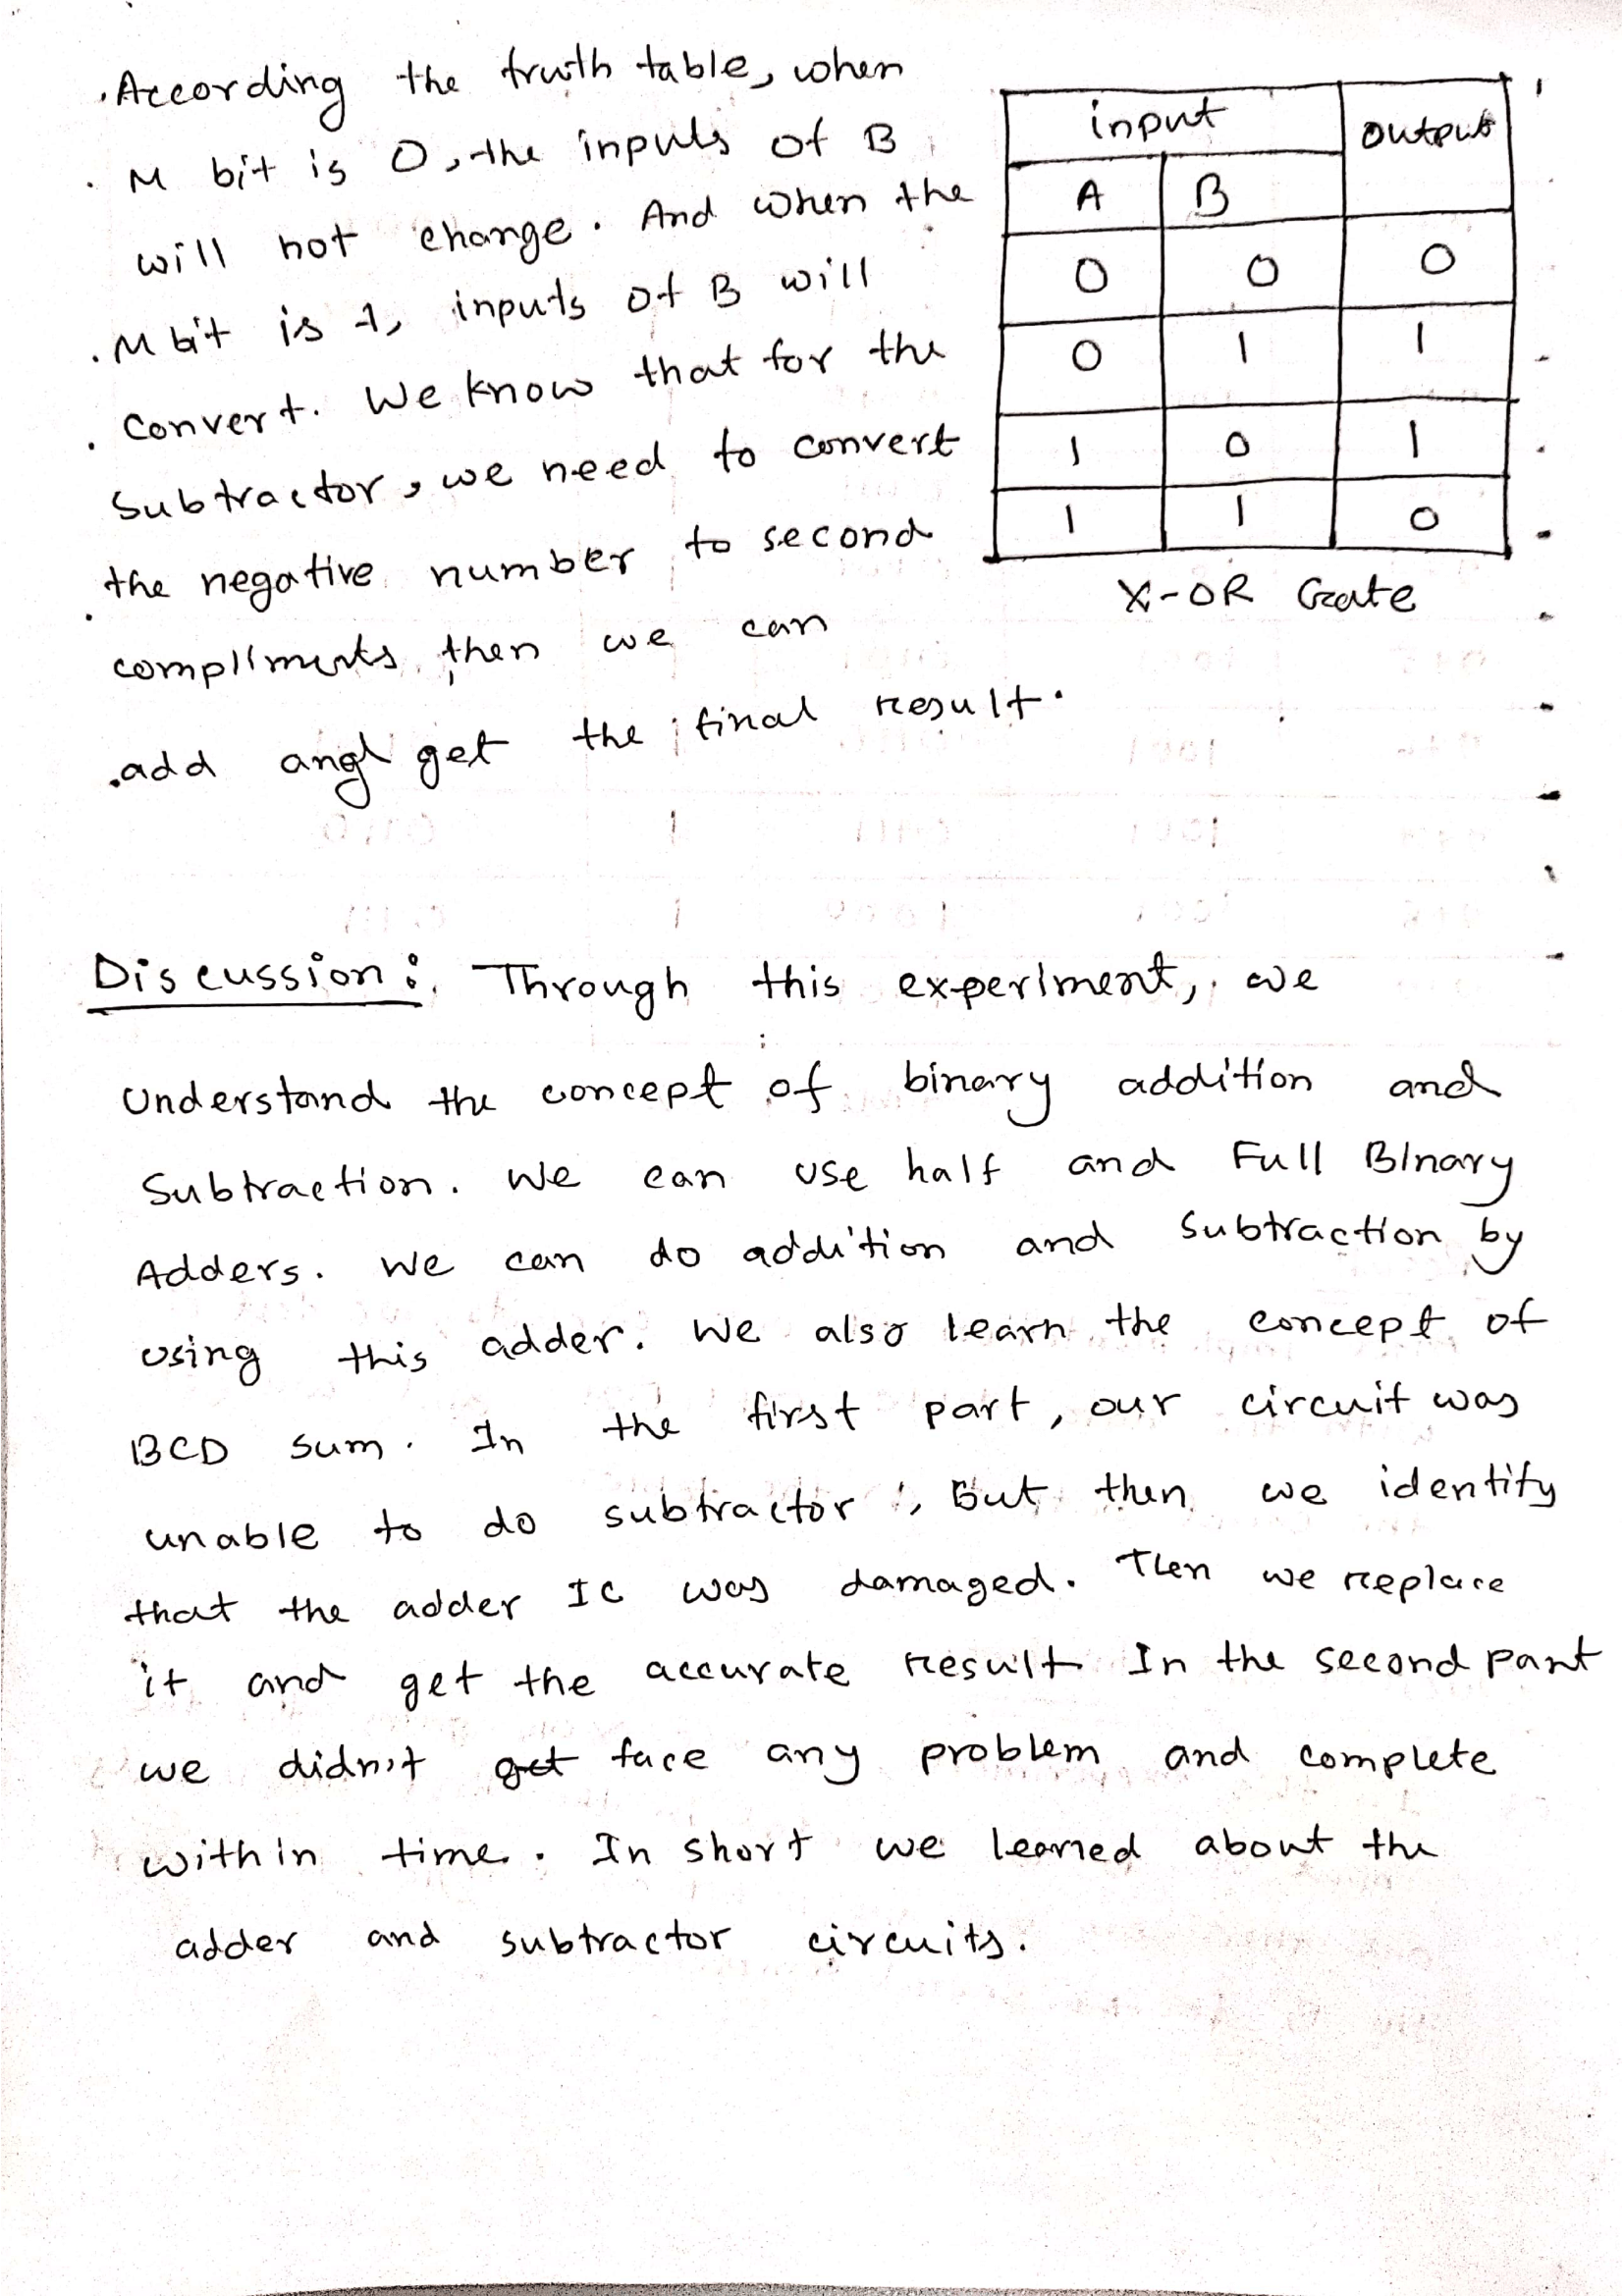 According the truth table, when
M bit is 0, the inputs of B
will not change. And when the
M bit is 1, inputs of B will
convert. We know that for the
Subtractor, we need to convert
the negative number to second
compliments then we can
add and get the final result.
input output
A B
0 0 0
0 1 1
1 0 1
1 1 0
X-OR Gate
Discussion: Through this experiment, we
understand the concept of binary addition and
Subtraction. We can use half and Full Binary
Adders. We can do addition and subtraction by
using this adder. We also learn the concept of
BCD sum. In the first part, our circuit was
unable to do subtractor, But then we identify
that the adder IC was damaged. Then we replace
it and get the accurate result In the second part
we didn't get face any problem and complete
within time. In short we learned about the
adder and subtractor circuits.